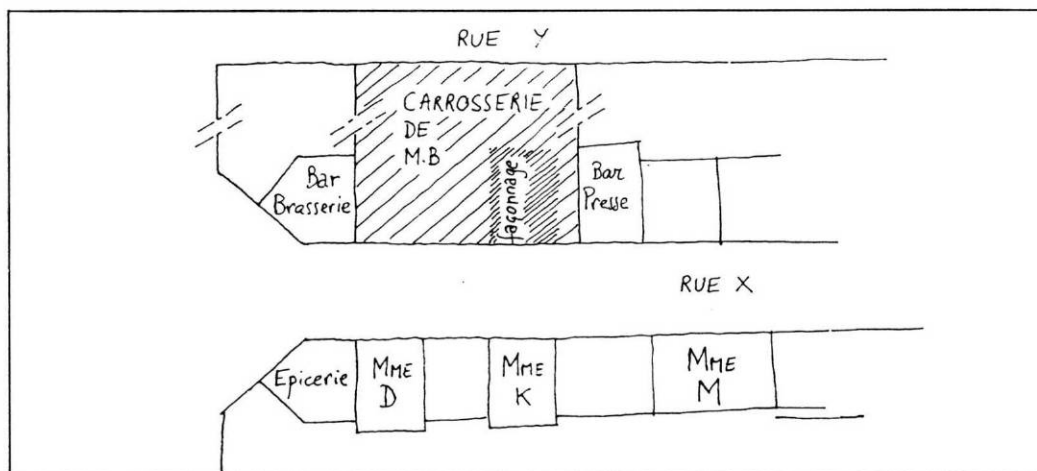 RUE Y
CARROSSERIE
DE
M.B
façonnage
Bar
Brasserie
Bar
Presse
RUE X
Epicerie
MME
D
MME
K
MME
M